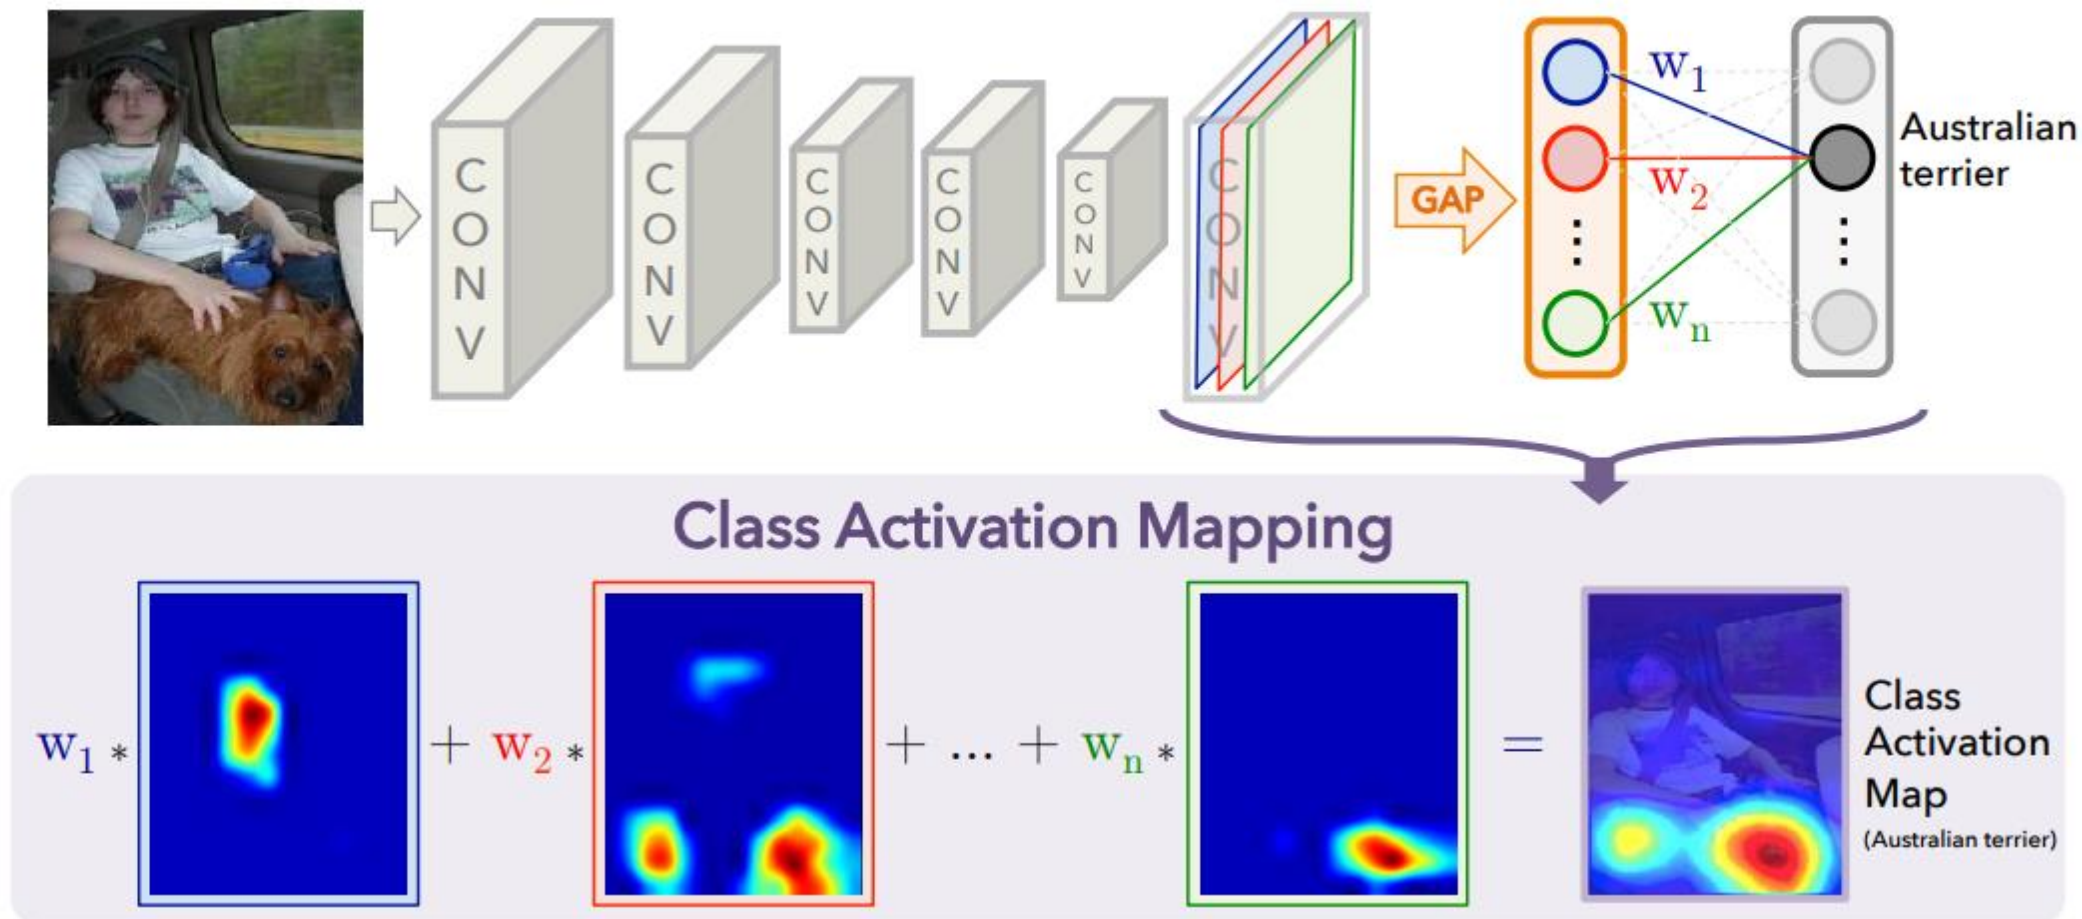 CONV
CONV
CONV
CONV
CONV
CONV
GAP
w1
w2
⋮
wn
⋮
Australian
terrier
Class Activation Mapping
w1 * + w2 * + ... + wn * =
Class
Activation
Map
(Australian terrier)